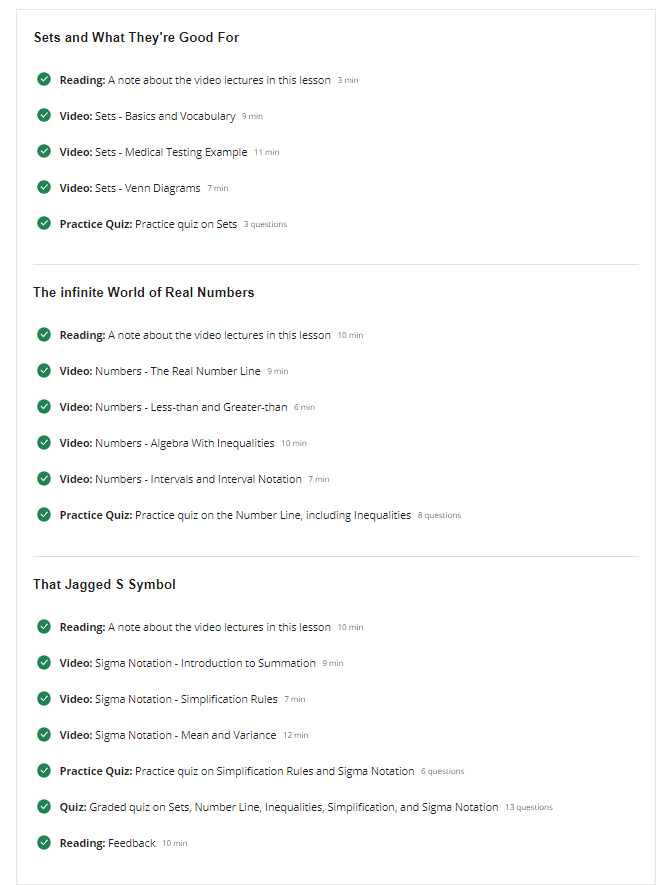 Sets and What They're Good For
Reading: A note about the video lectures in this lesson 3 min
Video: Sets - Basics and Vocabulary 9 min
Video: Sets - Medical Testing Example 11 min
Video: Sets - Venn Diagrams 7 min
Practice Quiz: Practice quiz on Sets 3 questions
The infinite World of Real Numbers
Reading: A note about the video lectures in this lesson 10 min
Video: Numbers - The Real Number Line 9 min
Video: Numbers - Less-than and Greater-than 6 min
Video: Numbers - Algebra With Inequalities 10 min
Video: Numbers - Intervals and Interval Notation 7 min
Practice Quiz: Practice quiz on the Number Line, including Inequalities 8 questions
That Jagged S Symbol
Reading: A note about the video lectures in this lesson 10 min
Video: Sigma Notation - Introduction to Summation 9 min
Video: Sigma Notation - Simplification Rules 7 min
Video: Sigma Notation - Mean and Variance 12 min
Practice Quiz: Practice quiz on Simplification Rules and Sigma Notation 6 questions
Quiz: Graded quiz on Sets, Number Line, Inequalities, Simplification, and Sigma Notation 13 questions
Reading: Feedback 10 min